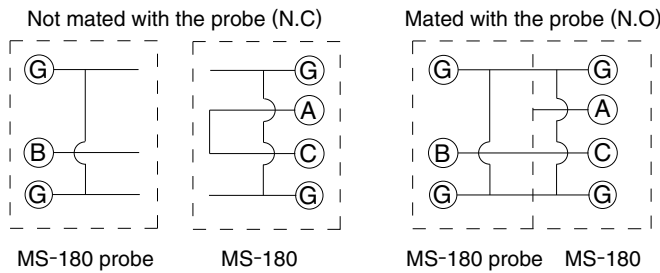 Not mated with the probe (N.C)
Mated with the probe (N.O)
G
G
G
G
A
A
B
C
B
C
G
G
G
G
MS-180 probe
MS-180
MS-180 probe
MS-180